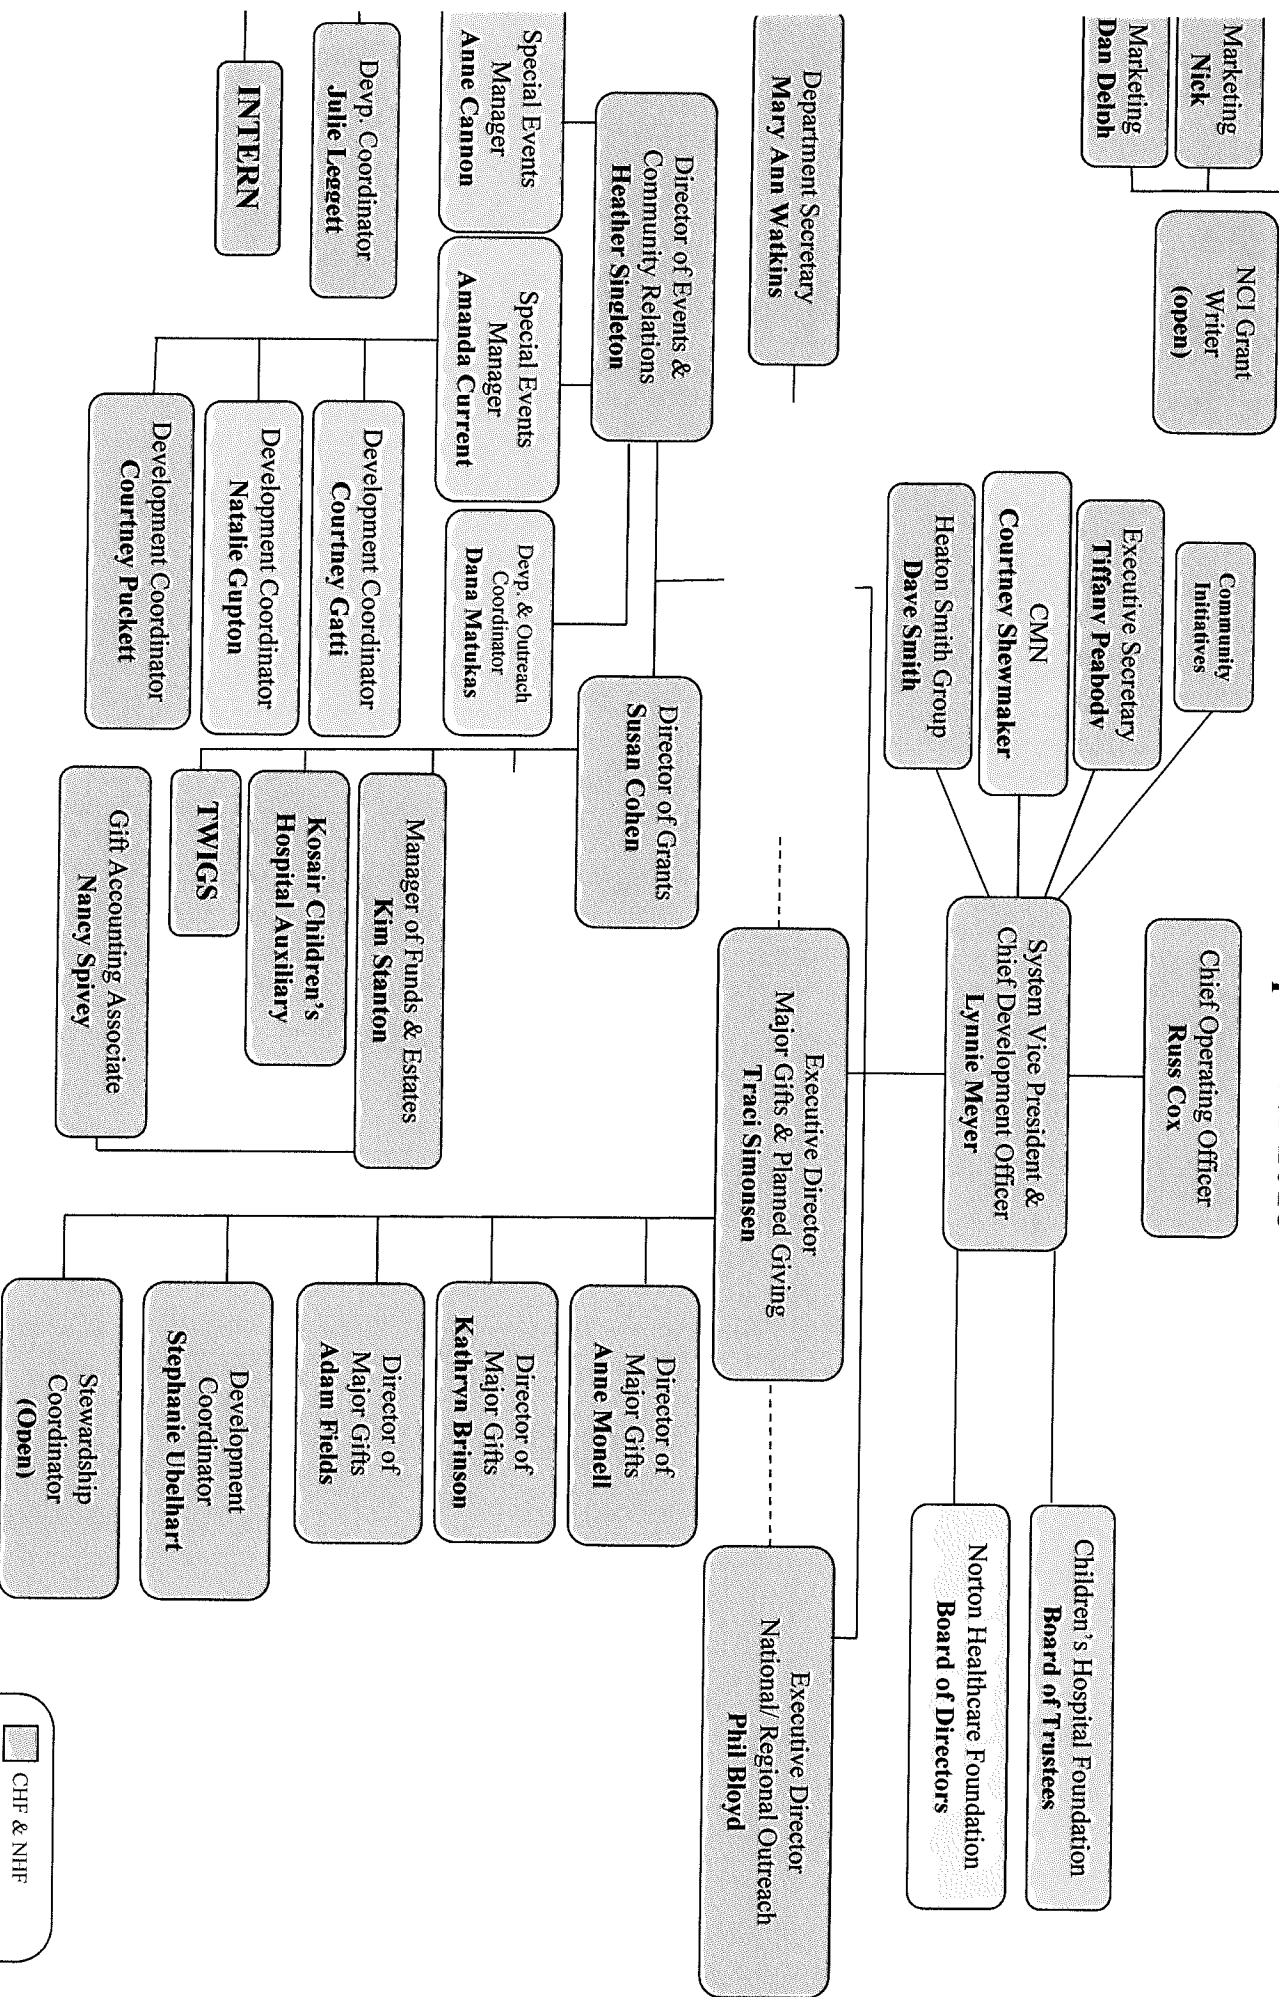 Marketing
Nick
Marketing
Dan Delph
NCI Grant
Writer
(open)
Community
Initiatives
Executive Secretary
Tiffany Peabody
CMN
Courtney Shewmaker
Heaton Smith Group
Dave Smith
Chief Operating Officer
Russ Cox
System Vice President &
Chief Development Officer
Lynnie Meyer
Children's Hospital Foundation
Board of Trustees
Norton Healthcare Foundation
Board of Directors
Department Secretary
Mary Ann Watkins
Executive Director
Major Gifts & Planned Giving
Traci Simonsen
Executive Director
National/ Regional Outreach
Phil Bloyd
Director of Events &
Community Relations
Heather Singleton
Director of Grants
Susan Cohen
Special Events
Manager
Anne Cannon
Special Events
Manager
Amanda Current
Devp. & Outreach
Coordinator
Dana Matukas
Devp. Coordinator
Julie Leggett
INTERN
Development Coordinator
Courtney Gatti
Development Coordinator
Natalie Gupton
Development Coordinator
Courtney Puckett
Manager of Funds & Estates
Kim Stanton
Kosair Children's
Hospital Auxiliary
TWIGS
Gift Accounting Associate
Nancy Spivey
Director of
Major Gifts
Anne Monell
Director of
Major Gifts
Kathryn Brinson
Director of
Major Gifts
Adam Fields
Development
Coordinator
Stephanie Ubelhart
Stewardship
Coordinator
(Open)
CHF & NHF